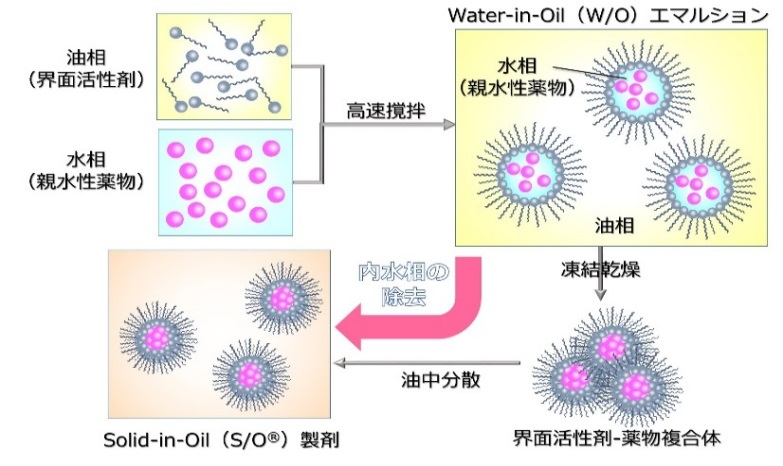 Water-in-Oil（W/O）エマルション
油相
（界面活性剤）
水相
（親水性薬物）
高速撹拌
水相
（親水性薬物）
油相
凍結乾燥
内水相の
除去
油中分散
Solid-in-Oil（S/O®）製剤
界面活性剤-薬物複合体